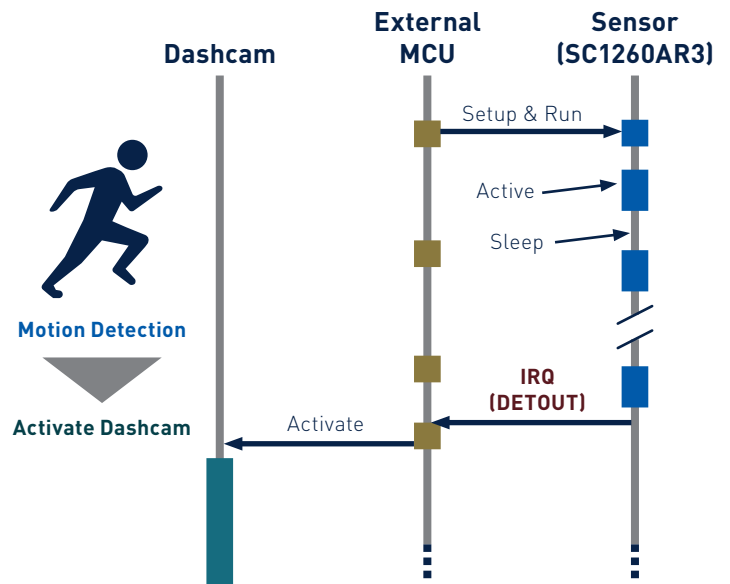 Dashcam
External
MCU
Sensor
(SC1260AR3)
Setup & Run
Active
Sleep
Motion Detection
IRQ
(DETOUT)
Activate Dashcam
Activate